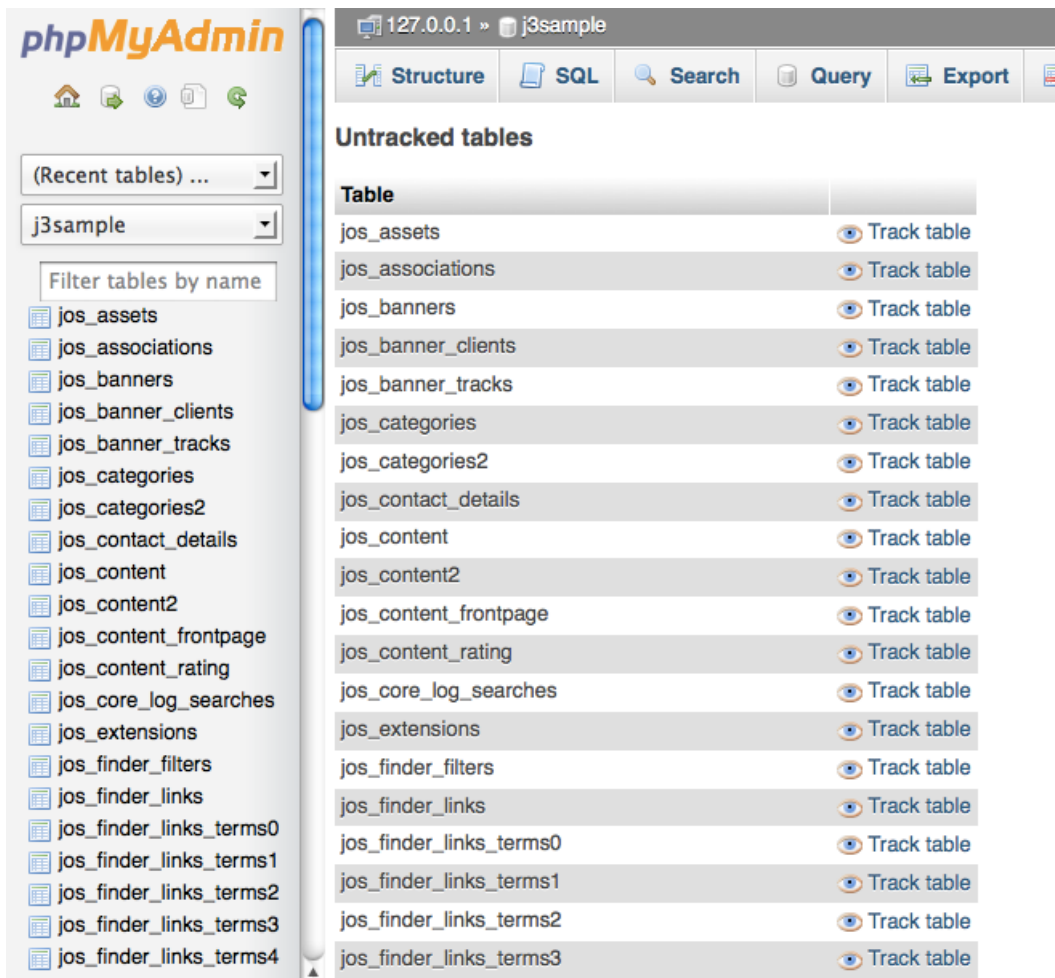 phpMyAdmin
(Recent tables) ...
j3sample
Filter tables by name
jos_assets
jos_associations
jos_banners
jos_banner_clients
jos_banner_tracks
jos_categories
jos_categories2
jos_contact_details
jos_content
jos_content2
jos_content_frontpage
jos_content_rating
jos_core_log_searches
jos_extensions
jos_finder_filters
jos_finder_links
jos_finder_links_terms0
jos_finder_links_terms1
jos_finder_links_terms2
jos_finder_links_terms3
jos_finder_links_terms4
127.0.0.1 » j3sample
Structure SQL Search Query Export
Untracked tables
Table
jos_assets Track table
jos_associations Track table
jos_banners Track table
jos_banner_clients Track table
jos_banner_tracks Track table
jos_categories Track table
jos_categories2 Track table
jos_contact_details Track table
jos_content Track table
jos_content2 Track table
jos_content_frontpage Track table
jos_content_rating Track table
jos_core_log_searches Track table
jos_extensions Track table
jos_finder_filters Track table
jos_finder_links Track table
jos_finder_links_terms0 Track table
jos_finder_links_terms1 Track table
jos_finder_links_terms2 Track table
jos_finder_links_terms3 Track table